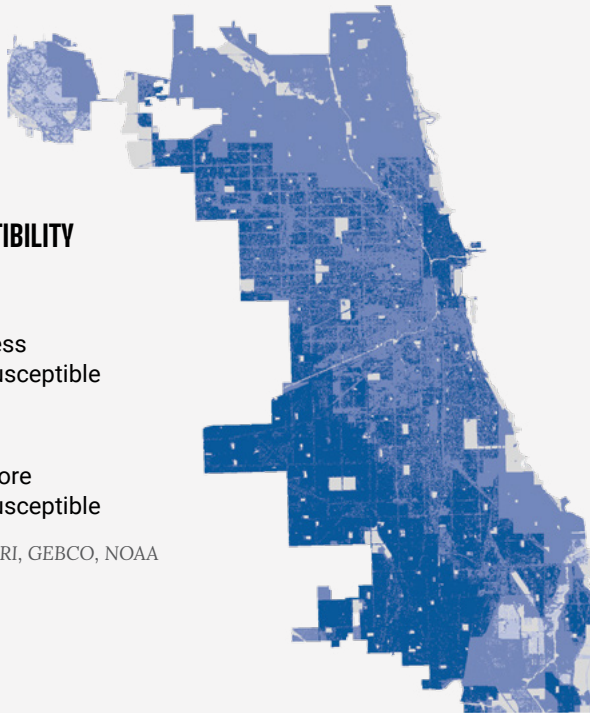 TIBILITY
ess
usceptible
ore
usceptible
RI, GEBCO, NOAA